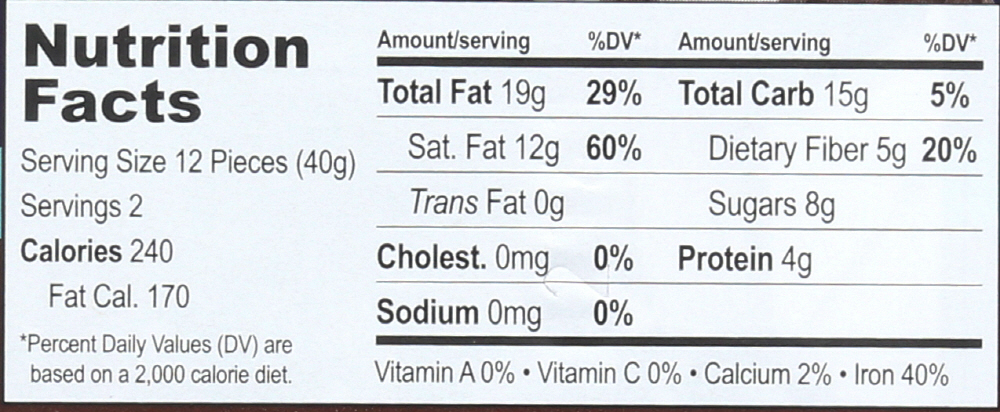 Nutrition
Facts
Serving Size 12 Pieces (40g)
Servings 2
Calories 240
Fat Cal. 170
*Percent Daily Values (DV) are
based on a 2,000 calorie diet.
Amount/serving %DV* Amount/serving %DV*
Total Fat 19g 29% Total Carb 15g 5%
Sat. Fat 12g 60% Dietary Fiber 5g 20%
Trans Fat 0g Sugars 8g
Cholest. 0mg 0% Protein 4g
Sodium 0mg 0%
Vitamin A 0% • Vitamin C 0% • Calcium 2% • Iron 40%